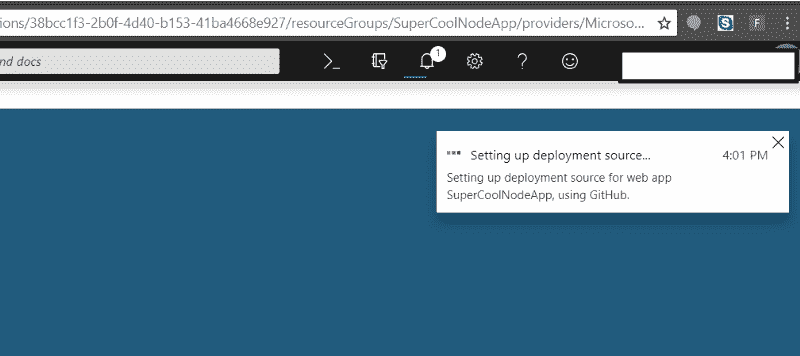 ions/38bcc1f3-2b0f-4d40-b153-41ba4668e927/resourceGroups/SuperCoolNodeApp/providers/Microso...
S
F
nd docs
1
Setting up deployment source...
4:01 PM
Setting up deployment source for web app
SuperCoolNodeApp, using GitHub.